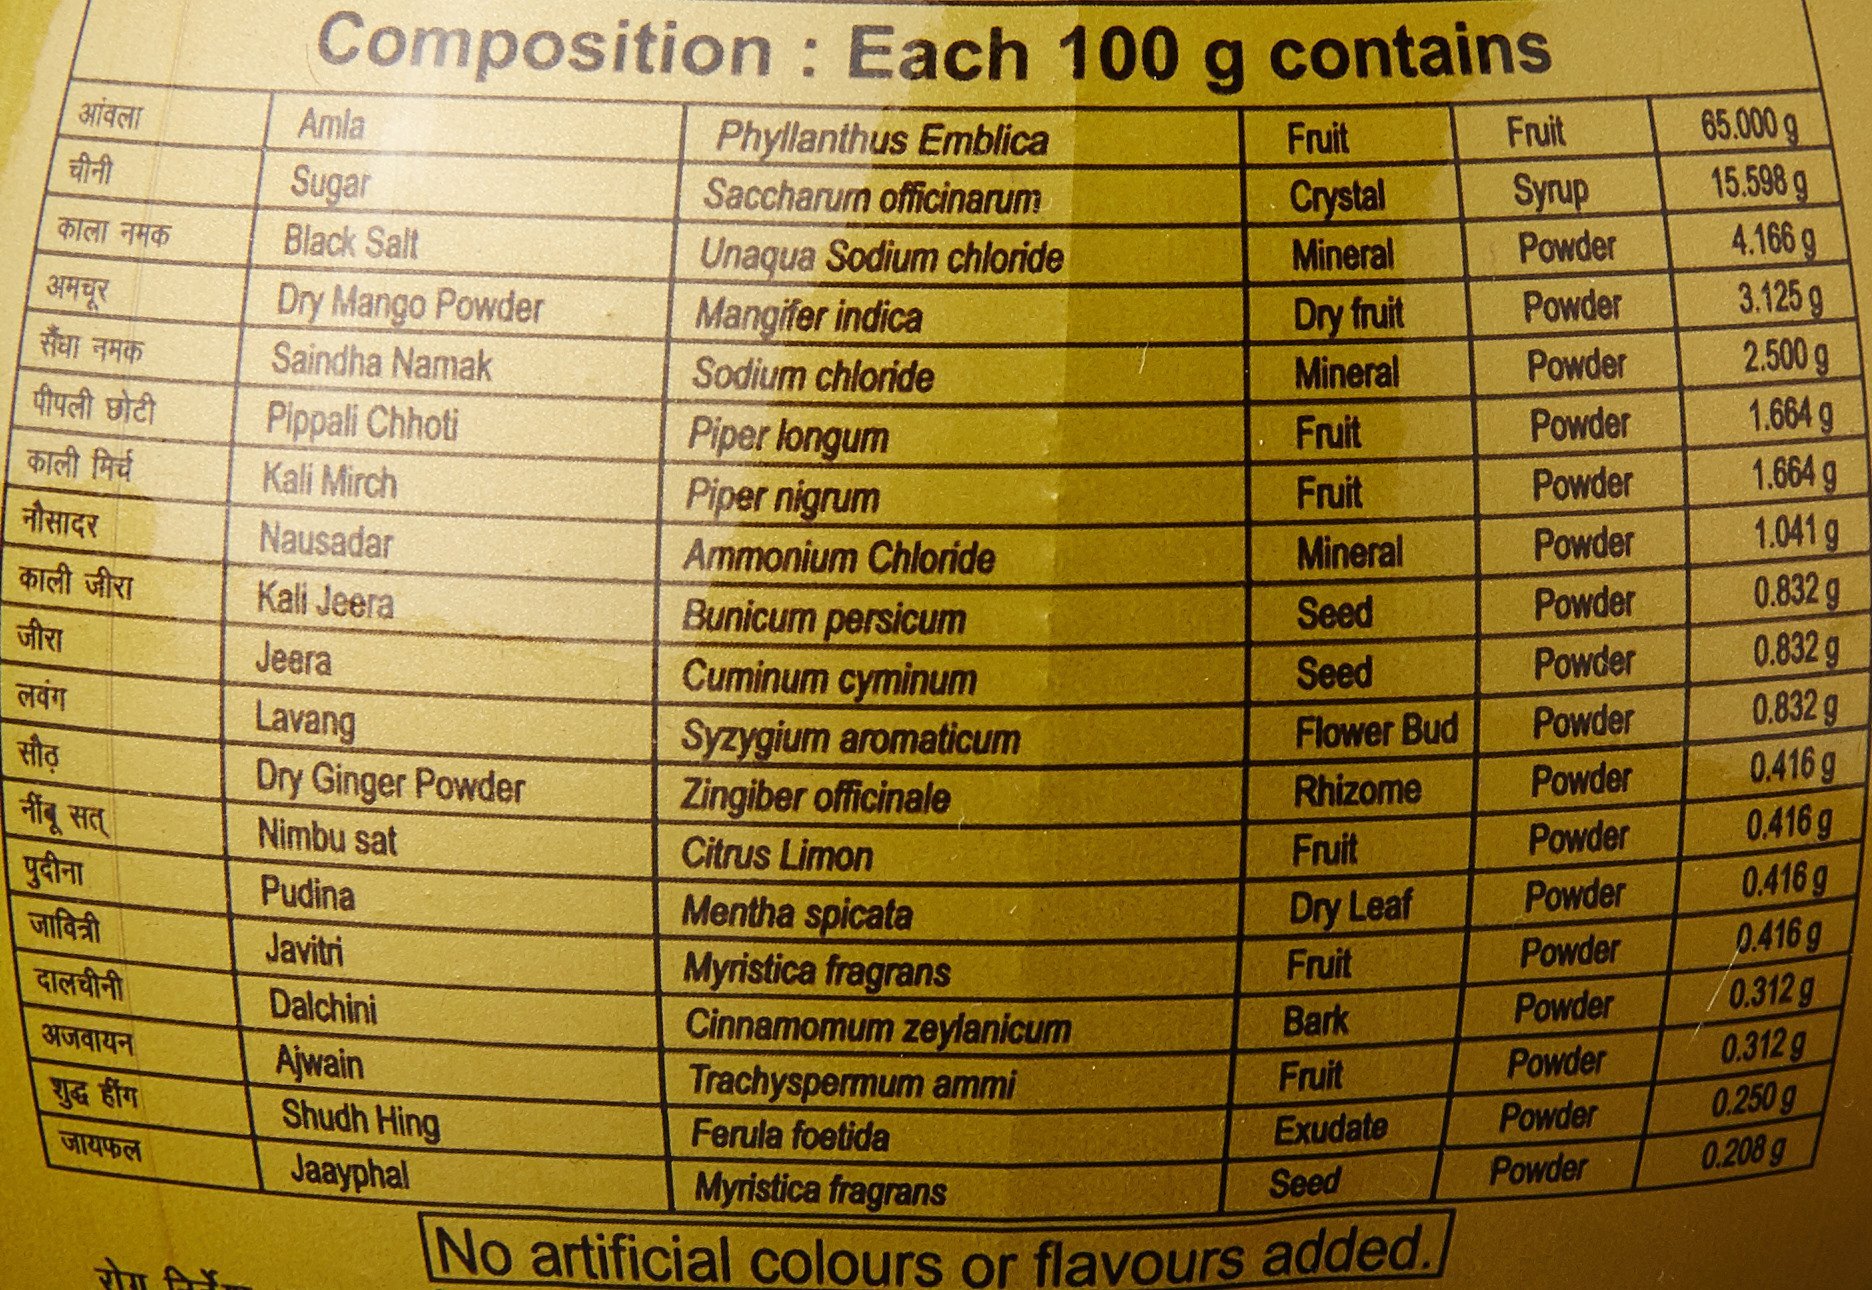 Composition : Each 100 g contains
आंवला Amla Phyllanthus Emblica Fruit Fruit 65.000 g
चीनी Sugar Saccharum officinarum Crystal Syrup 15.598 g
काला नमक Black Salt Unaqua Sodium chloride Mineral Powder 4.166 g
अमचूर Dry Mango Powder Mangifer indica Dry fruit Powder 3.125 g
सैंधा नमक Saindha Namak Sodium chloride Mineral Powder 2.500 g
पीपली छोटी Pippali Chhoti Piper longum Fruit Powder 1.664 g
काली मिर्च Kali Mirch Piper nigrum Fruit Powder 1.664 g
नौसादर Nausadar Ammonium Chloride Mineral Powder 1.041 g
काली जीरा Kali Jeera Bunicum persicum Seed Powder 0.832 g
जीरा Jeera Cuminum cyminum Seed Powder 0.832 g
लवंग Lavang Syzygium aromaticum Flower Bud Powder 0.832 g
सौठ Dry Ginger Powder Zingiber officinale Rhizome Powder 0.416 g
नींबू सत् Nimbu sat Citrus Limon Fruit Powder 0.416 g
पुदीना Pudina Mentha spicata Dry Leaf Powder 0.416 g
जावित्री Javitri Myristica fragrans Fruit Powder 0.416 g
दालचीनी Dalchini Cinnamomum zeylanicum Bark Powder 0.312 g
अजवायन Ajwain Trachyspermum ammi Fruit Powder 0.312 g
शुद्ध हींग Shudh Hing Ferula foetida Exudate Powder 0.250 g
जायफल Jaayphal Myristica fragrans Seed Powder 0.208 g
No artificial colours or flavours added.